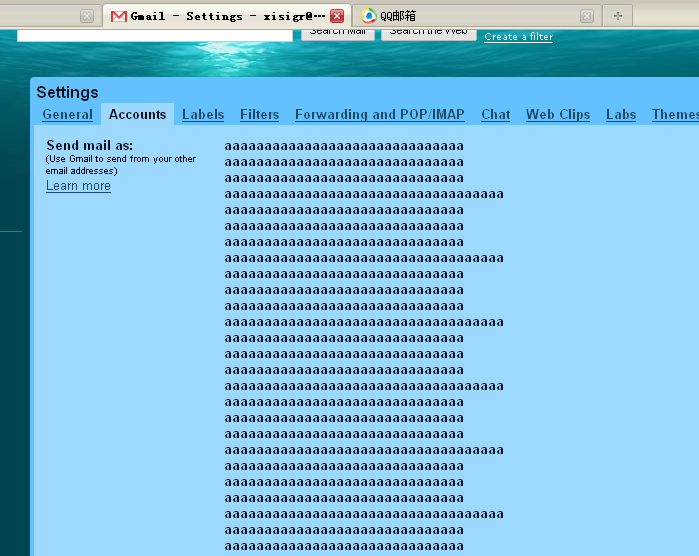 Gmail - Settings - xisigr@··· QQ邮箱
Search Mail Search the Web Create a filter
Settings
General Accounts Labels Filters Forwarding and POP/IMAP Chat Web Clips Labs Themes
Send mail as: aaaaaaaaaaaaaaaaaaaaaaaaaaaaaa
(Use Gmail to send from your other aaaaaaaaaaaaaaaaaaaaaaaaaaaaaa
email addresses) aaaaaaaaaaaaaaaaaaaaaaaaaaaaaa
Learn more aaaaaaaaaaaaaaaaaaaaaaaaaaaaaaaaaaa
aaaaaaaaaaaaaaaaaaaaaaaaaaaaaa
aaaaaaaaaaaaaaaaaaaaaaaaaaaaaa
aaaaaaaaaaaaaaaaaaaaaaaaaaaaaa
aaaaaaaaaaaaaaaaaaaaaaaaaaaaaaaaaaa
aaaaaaaaaaaaaaaaaaaaaaaaaaaaaa
aaaaaaaaaaaaaaaaaaaaaaaaaaaaaa
aaaaaaaaaaaaaaaaaaaaaaaaaaaaaa
aaaaaaaaaaaaaaaaaaaaaaaaaaaaaaaaaaa
aaaaaaaaaaaaaaaaaaaaaaaaaaaaaa
aaaaaaaaaaaaaaaaaaaaaaaaaaaaaa
aaaaaaaaaaaaaaaaaaaaaaaaaaaaaa
aaaaaaaaaaaaaaaaaaaaaaaaaaaaaaaaaaa
aaaaaaaaaaaaaaaaaaaaaaaaaaaaaa
aaaaaaaaaaaaaaaaaaaaaaaaaaaaaa
aaaaaaaaaaaaaaaaaaaaaaaaaaaaaa
aaaaaaaaaaaaaaaaaaaaaaaaaaaaaaaaaaa
aaaaaaaaaaaaaaaaaaaaaaaaaaaaaa
aaaaaaaaaaaaaaaaaaaaaaaaaaaaaa
aaaaaaaaaaaaaaaaaaaaaaaaaaaaaa
aaaaaaaaaaaaaaaaaaaaaaaaaaaaaaaaaaa
aaaaaaaaaaaaaaaaaaaaaaaaaaaaaa
aaaaaaaaaaaaaaaaaaaaaaaaaaaaaa